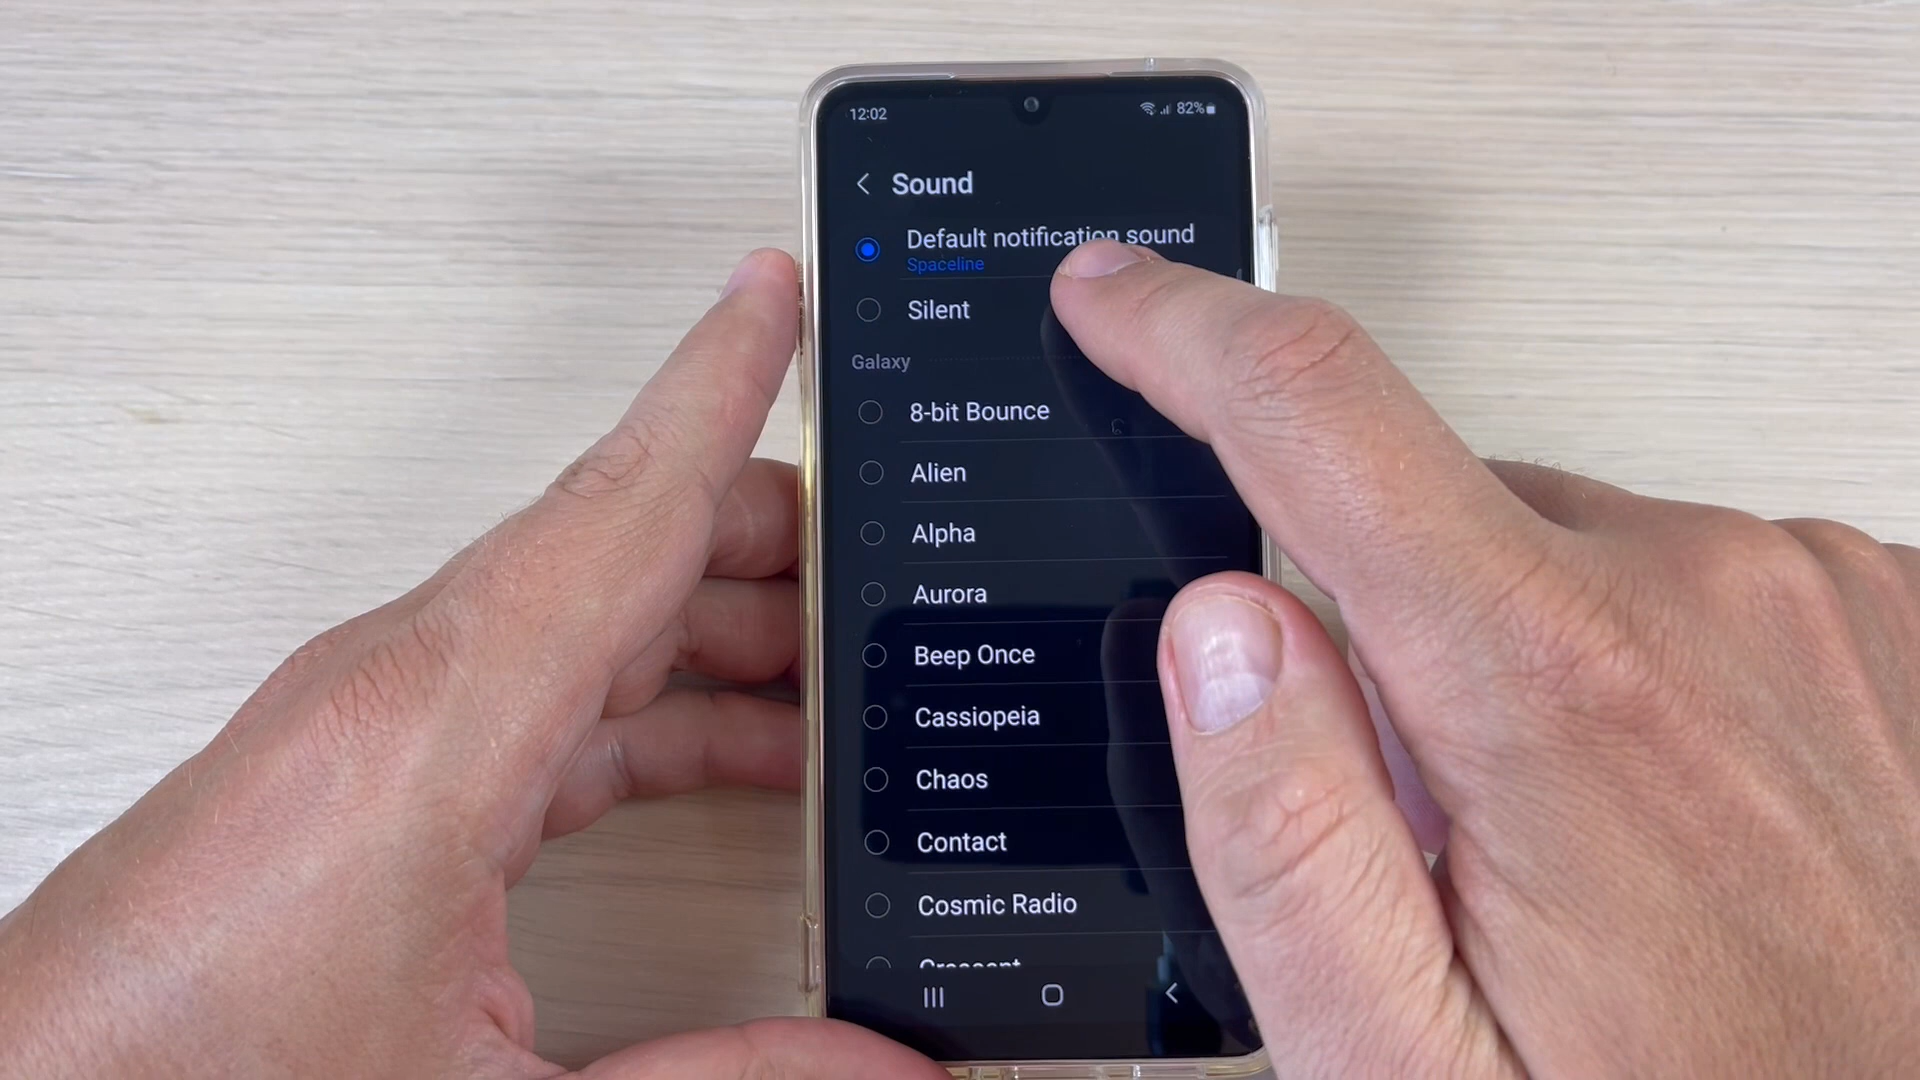 12:02
82%
Sound
Default notification sound
Spaceline
Silent
Galaxy
8-bit Bounce
Alien
Alpha
Aurora
Beep Once
Cassiopeia
Chaos
Contact
Cosmic Radio
Crescent